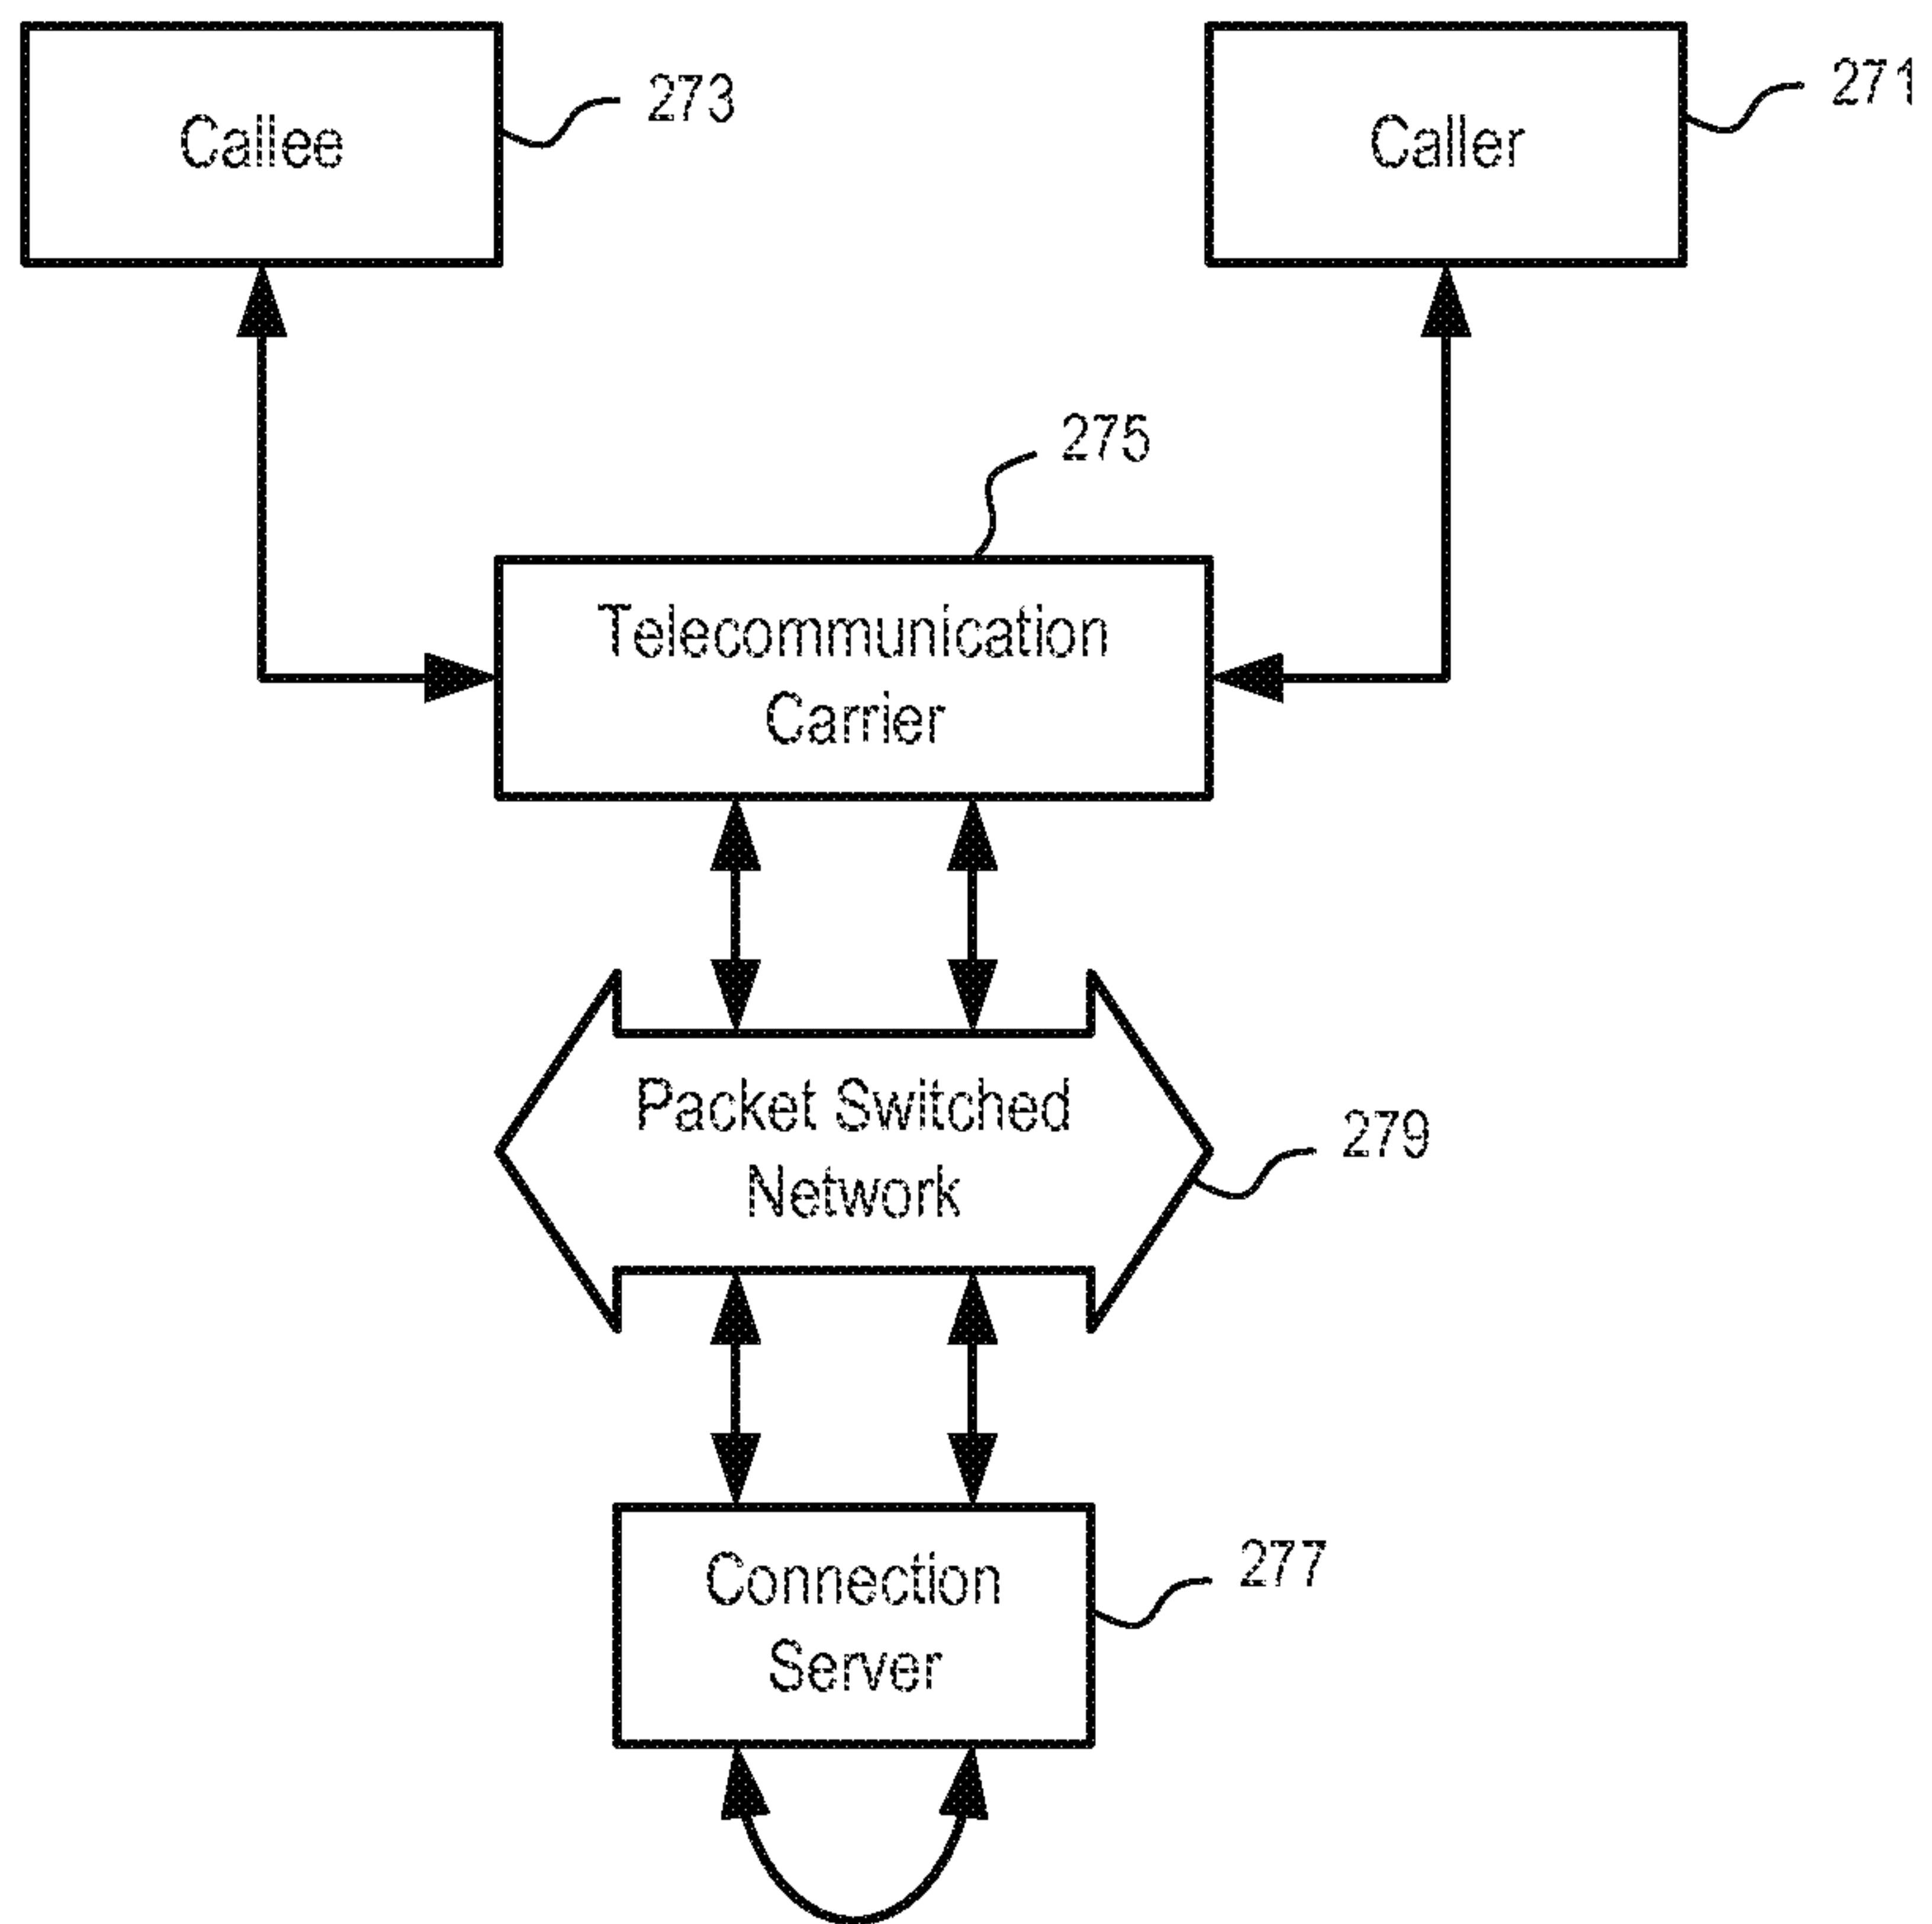 Callee
273
Caller
271
275
Telecommunication
Carrier
Packet Switched
Network
279
Connection
Server
277